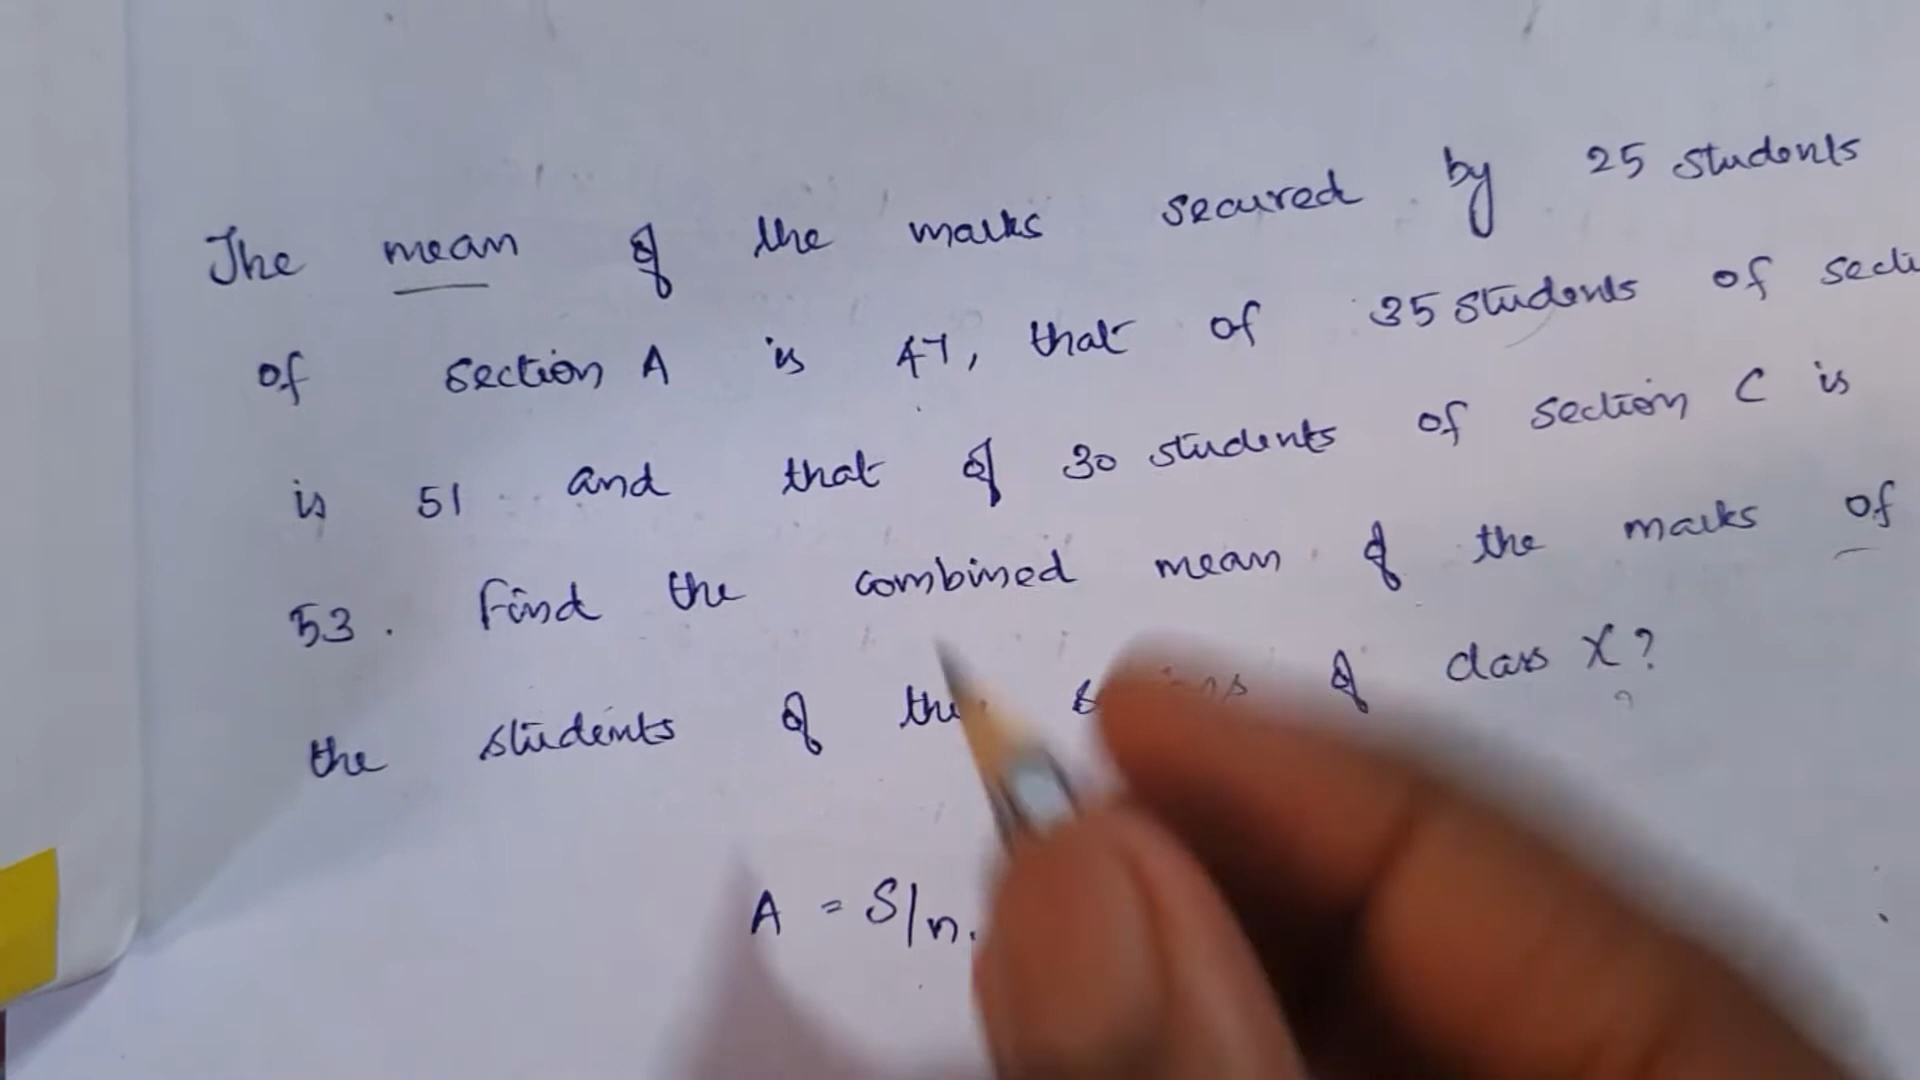 The mean of the marks secured by 25 students
of section A is 47, that of 35 students of secti
is 51 and that of 30 students of section C is
53. Find the combined mean of the marks of
the students of the of class X?
A = S/n.